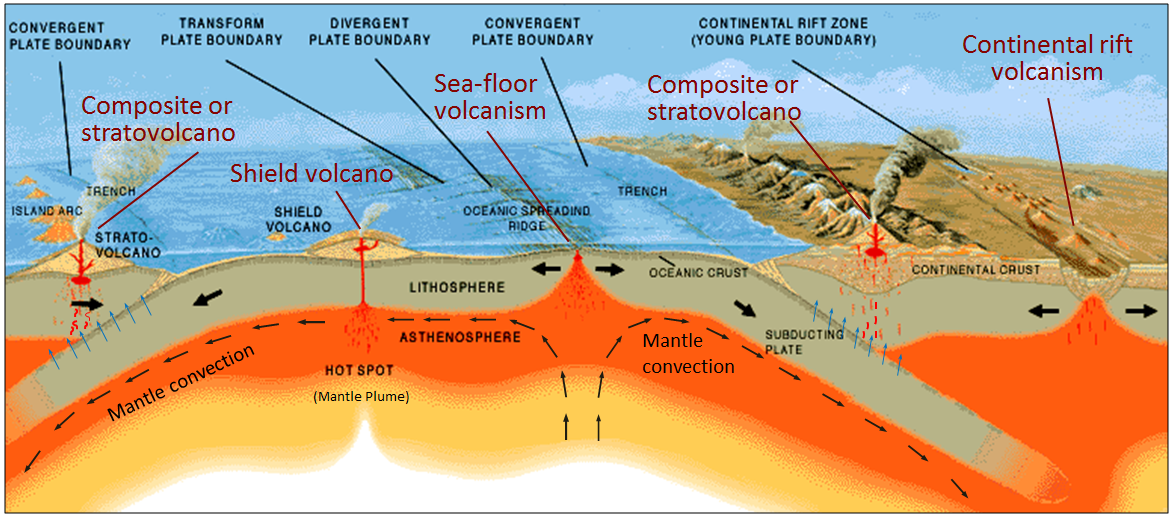 CONVERGENT
PLATE BOUNDARY
TRANSFORM
PLATE BOUNDARY
DIVERGENT
PLATE BOUNDARY
CONVERGENT
PLATE BOUNDARY
CONTINENTAL RIFT ZONE
(YOUNG PLATE BOUNDARY)
Continental rift
volcanism
Composite or
stratovolcano
Sea-floor
volcanism
Composite or
stratovolcano
Shield volcano
TRENCH
ISLAND ARC
STRATO-
VOLCANO
SHIELD
VOLCANO
OCEANIC SPREADIND
RIDGE
TRENCH
OCEANIC CRUST
CONTINENTAL CRUST
LITHOSPHERE
ASTHENOSPHERE
SUBDUCTING
PLATE
Mantle convection
Mantle
convection
HOT SPOT
(Mantle Plume)